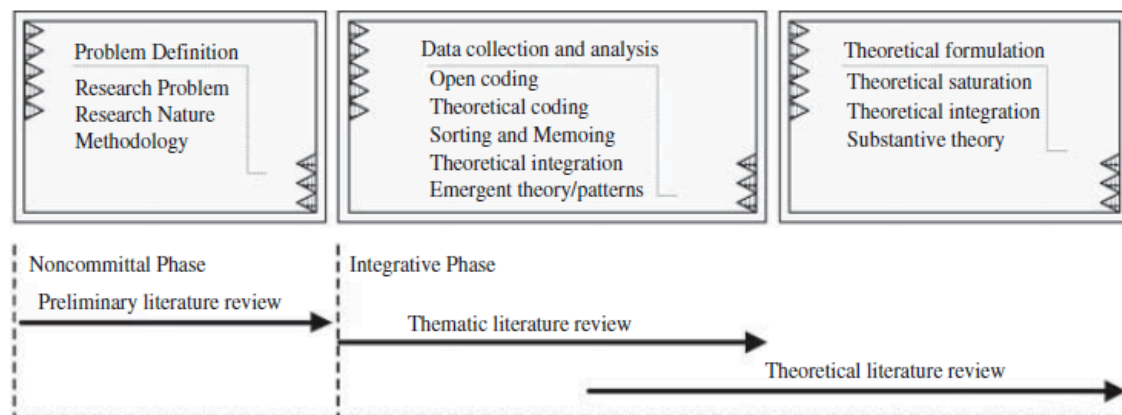 Problem Definition
Research Problem
Research Nature
Methodology
Data collection and analysis
Open coding
Theoretical coding
Sorting and Memoing
Theoretical integration
Emergent theory/patterns
Theoretical formulation
Theoretical saturation
Theoretical integration
Substantive theory
Noncommittal Phase
Preliminary literature review
Integrative Phase
Thematic literature review
Theoretical literature review